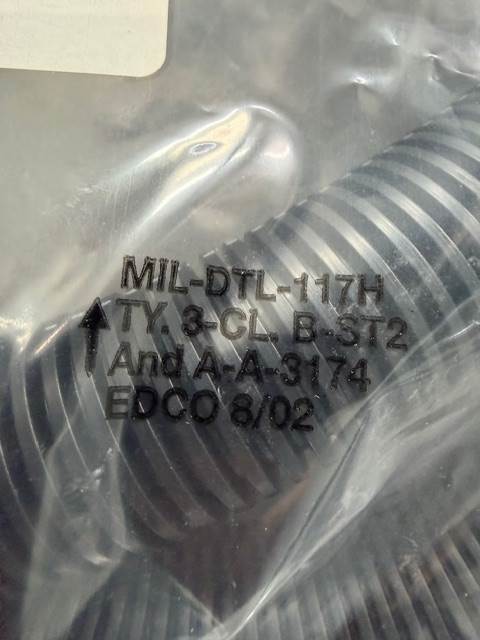 MIL-DTL-117H
TY. 3-CL. B-ST2
And A-A-3174
EDCO 8/02